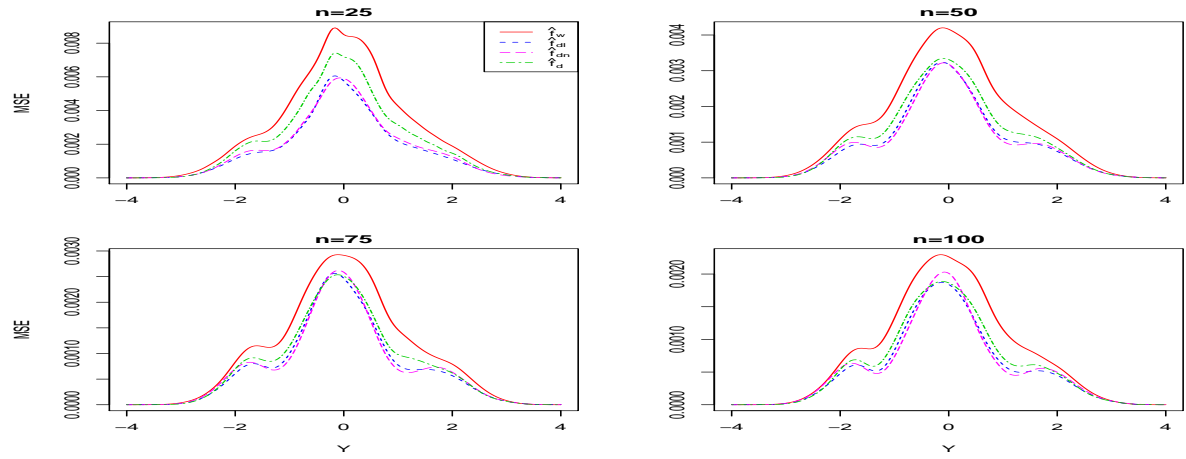 n=25
MSE
0.000 0.002 0.004 0.006 0.008
−4 −2 0 2 4
f̂w
f̂dl
f̂dn
f̂d
n=50
0.000 0.001 0.002 0.003 0.004
−4 −2 0 2 4
n=75
MSE
0.0000 0.0010 0.0020 0.0030
−4 −2 0 2 4
Y
n=100
0.0000 0.0010 0.0020
−4 −2 0 2 4
Y